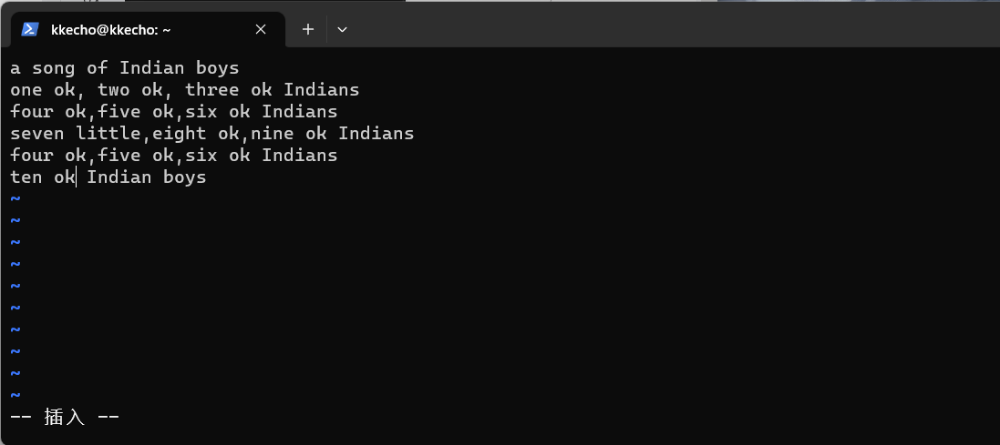 kkecho@kkecho: ~
a song of Indian boys
one ok, two ok, three ok Indians
four ok,five ok,six ok Indians
seven little,eight ok,nine ok Indians
four ok,five ok,six ok Indians
ten ok Indian boys
~
~
~
~
~
~
~
~
~
~
-- 插入 --